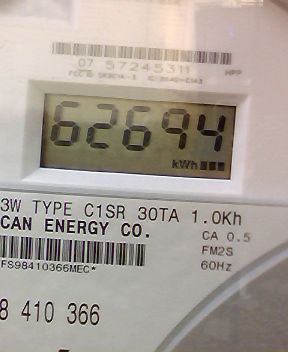 07 57245311 HPP
62694
kWh
3W TYPE C1SR 30TA 1.0Kh
CAN ENERGY CO.
CA 0.5
FM2S
FS98410366MEC*
60Hz
8 410 366